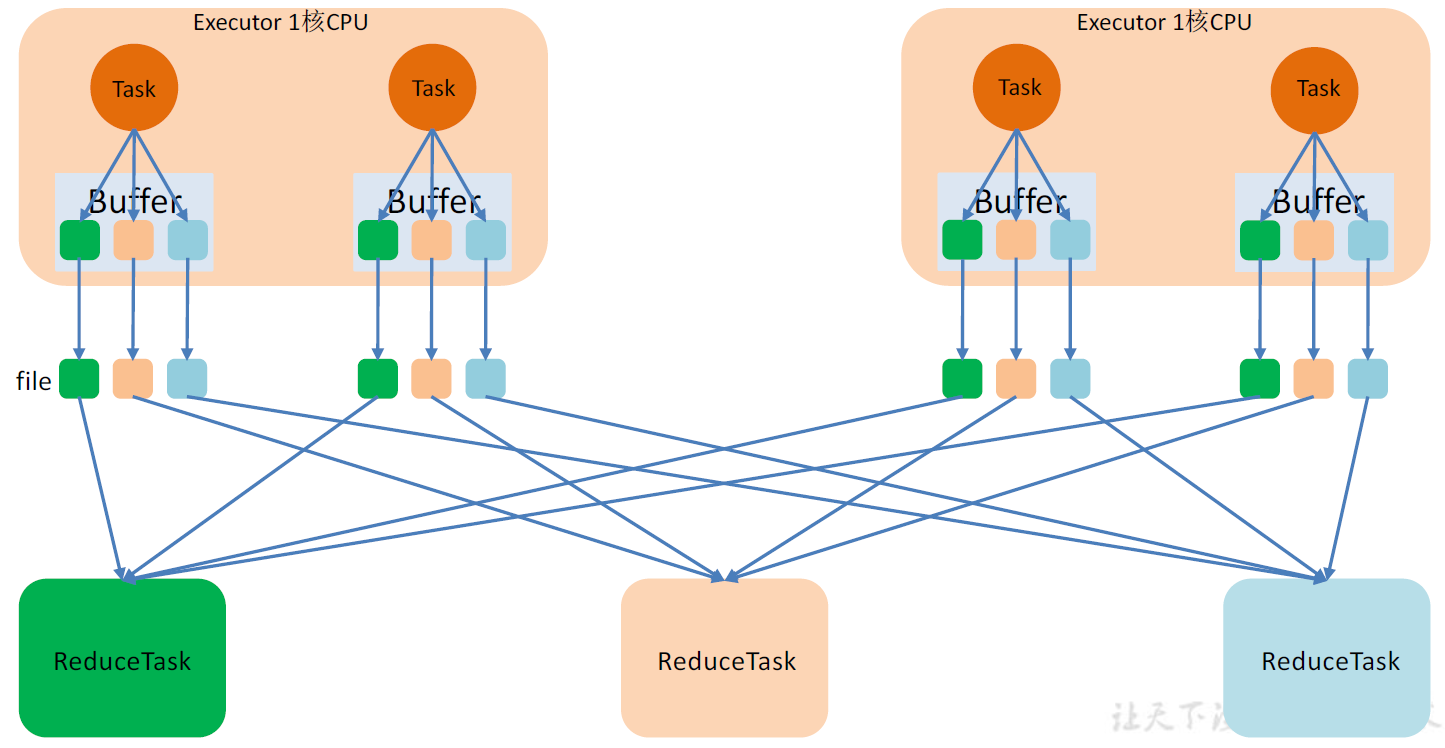 Executor 1核CPU
Executor 1核CPU
Task
Task
Task
Task
Buffer
Buffer
Buffer
Buffer
file
ReduceTask
ReduceTask
ReduceTask
让天下没